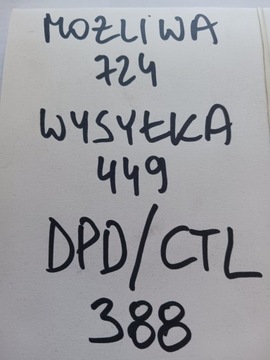 MOŻLIWA
724
WYSYŁKA
449
DPD/CTL
388